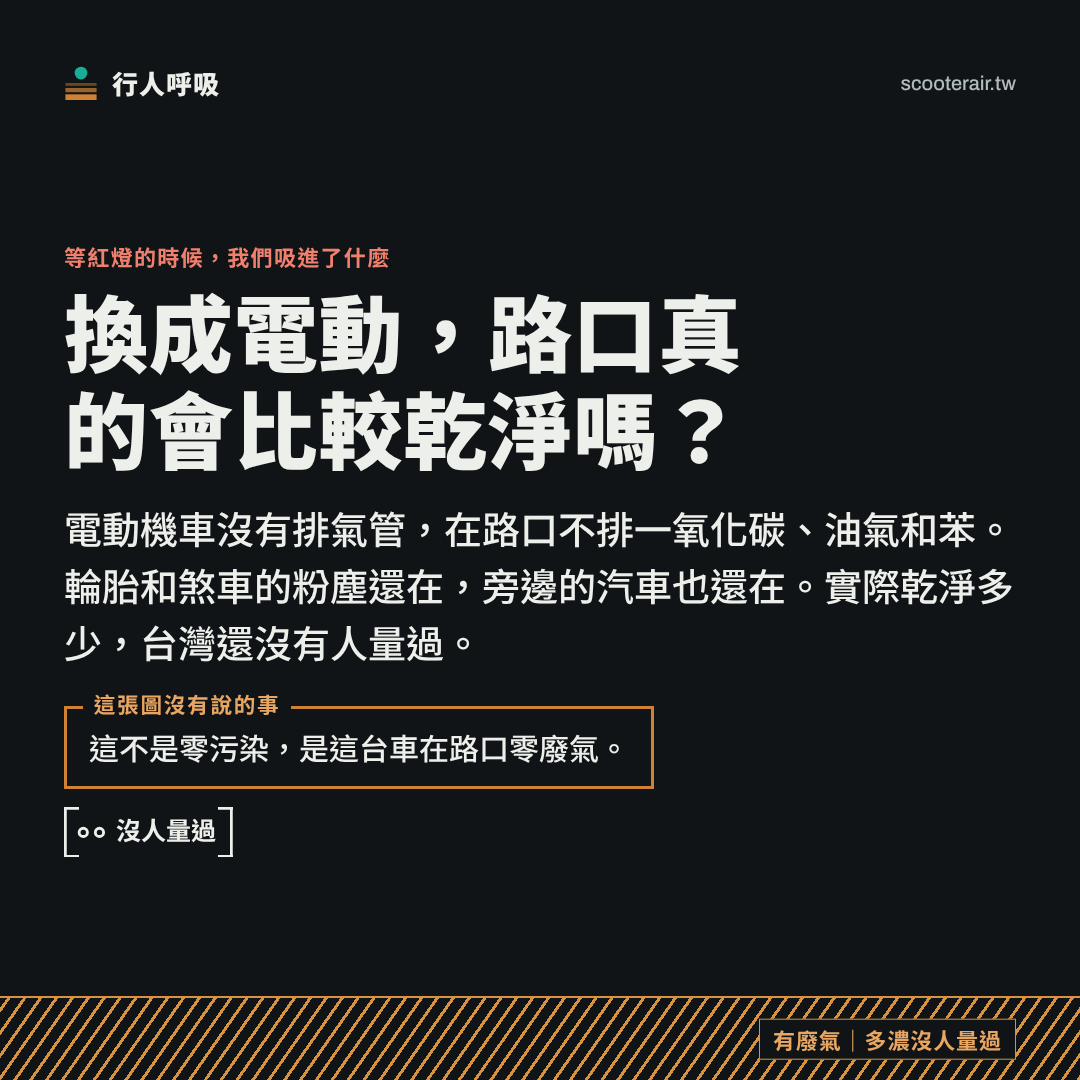 行人呼吸
scooterair.tw
等紅燈的時候，我們吸進了什麼
換成電動，路口真
的會比較乾淨嗎？
電動機車沒有排氣管，在路口不排一氧化碳、油氣和苯。
輪胎和煞車的粉塵還在，旁邊的汽車也還在。實際乾淨多
少，台灣還沒有人量過。
這張圖沒有說的事
這不是零污染，是這台車在路口零廢氣。
沒人量過
有廢氣｜多濃沒人量過